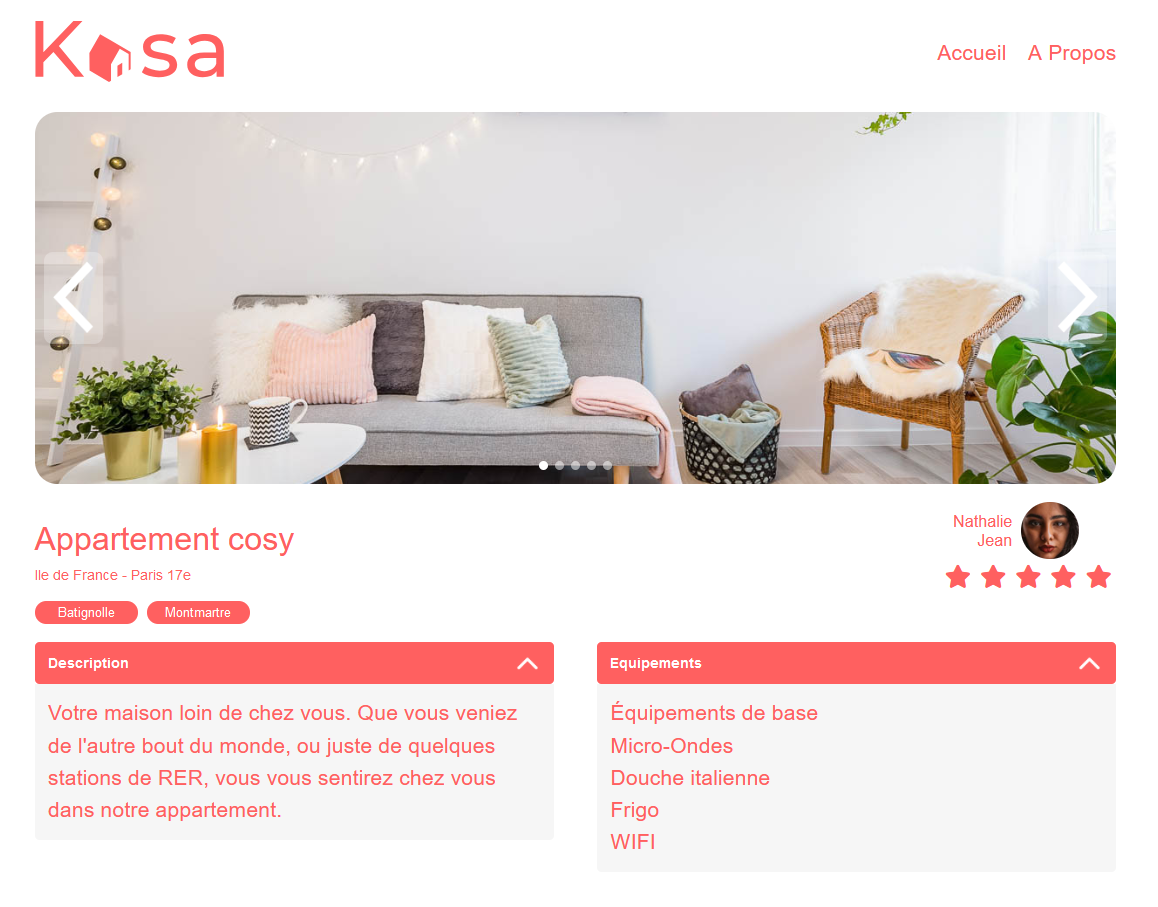 Kasa
Accueil A Propos
Appartement cosy
Nathalie
Jean
Ile de France - Paris 17e
Batignolle Montmartre
Description
Votre maison loin de chez vous. Que vous veniez
de l'autre bout du monde, ou juste de quelques
stations de RER, vous vous sentirez chez vous
dans notre appartement.
Equipements
Équipements de base
Micro-Ondes
Douche italienne
Frigo
WIFI